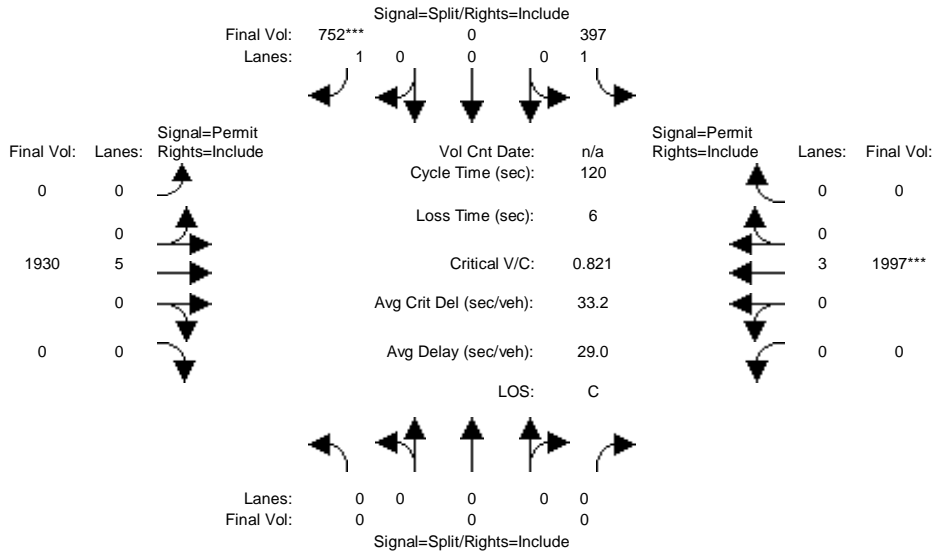 Signal=Split/Rights=Include
Final Vol: 752*** 0 397
Lanes: 1 0 0 0 1
Signal=Permit Signal=Permit
Final Vol: Lanes: Rights=Include Vol Cnt Date: n/a Rights=Include Lanes: Final Vol:
Cycle Time (sec): 120
0 0 0 0
Loss Time (sec): 6
0 0
1930 5 Critical V/C: 0.821 3 1997***
0 Avg Crit Del (sec/veh): 33.2 0
0 0 Avg Delay (sec/veh): 29.0 0 0
LOS: C
Lanes: 0 0 0 0 0
Final Vol: 0 0 0
Signal=Split/Rights=Include